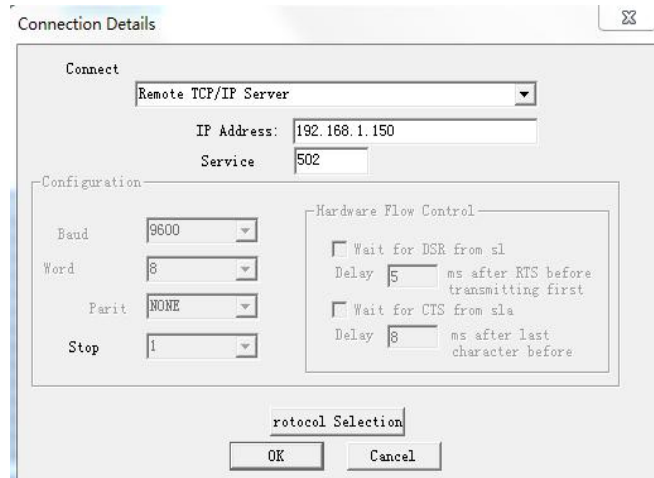 Connection Details
Connect
Remote TCP/IP Server
IP Address: 192.168.1.150
Service 502
Configuration
Baud 9600
Word 8
Parit NONE
Stop 1
Hardware Flow Control
Wait for DSR from sl
Delay 5 ms after RTS before
transmitting first
Wait for CTS from sla
Delay 8 ms after last
character before
rotocol Selection
OK Cancel